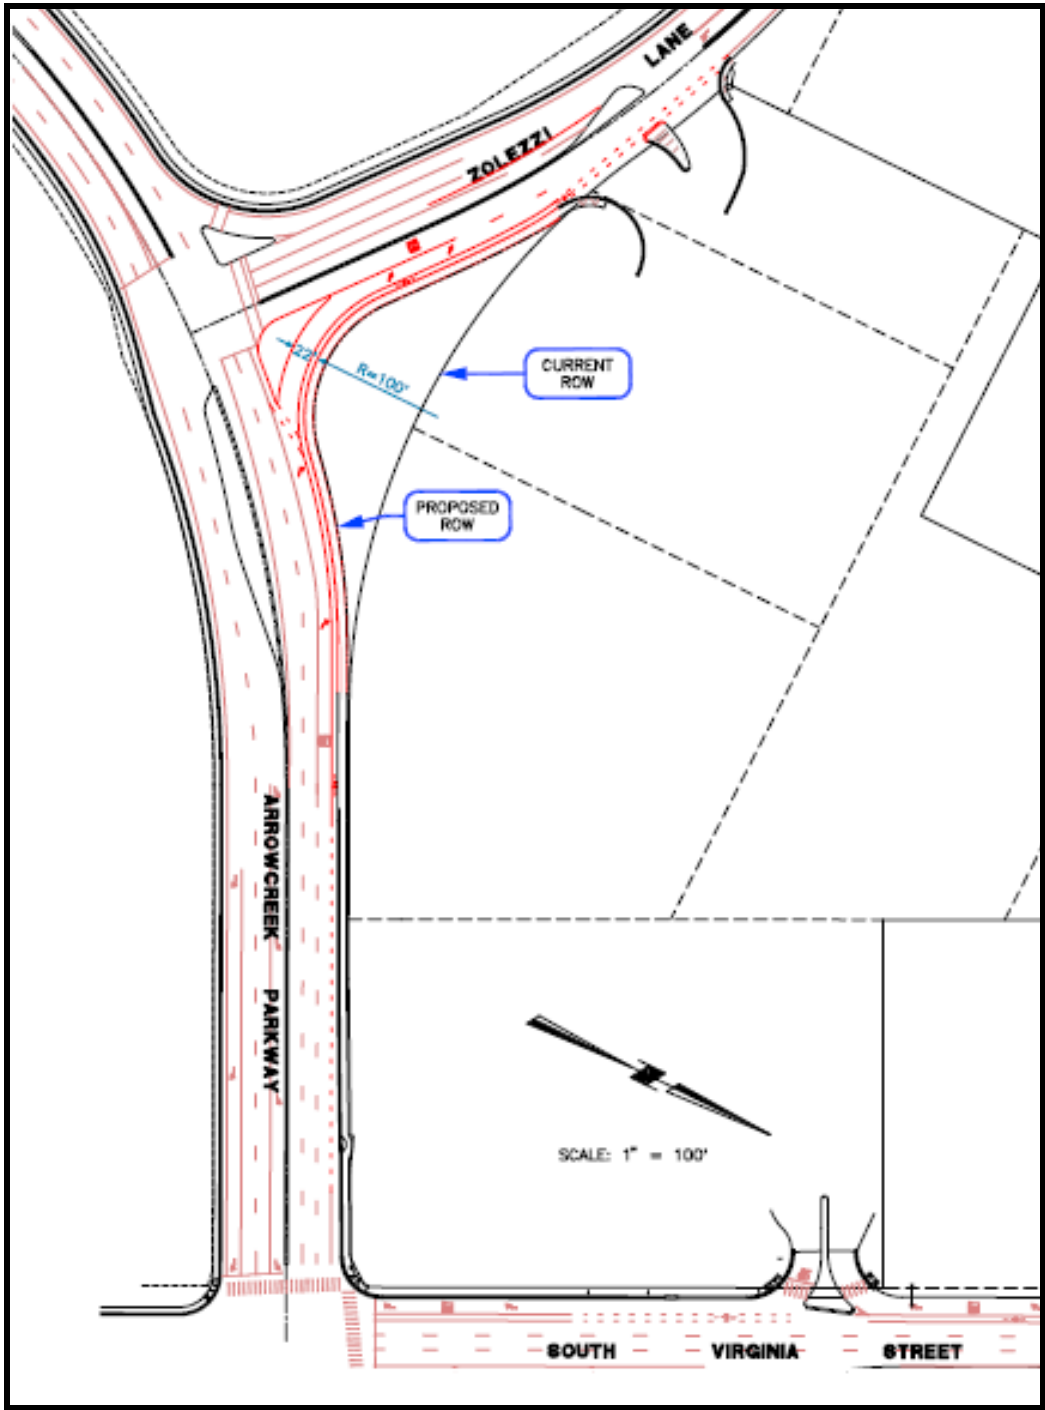 LANE
ZOLEZZI
22'
R=100'
CURRENT
ROW
PROPOSED
ROW
ARROWCREEK PARKWAY
SCALE: 1" = 100'
SOUTH VIRGINIA STREET